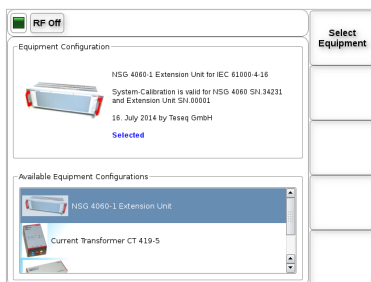 RF Off
Select
Equipment
Equipment Configuration
NSG 4060-1 Extension Unit for IEC 61000-4-16
System-Calibration is valid for NSG 4060 SN.34231
and Extension Unit SN.00001
16. July 2014 by Teseq GmbH
Selected
Available Equipment Configurations
NSG 4060-1 Extension Unit
Current Transformer CT 419-5